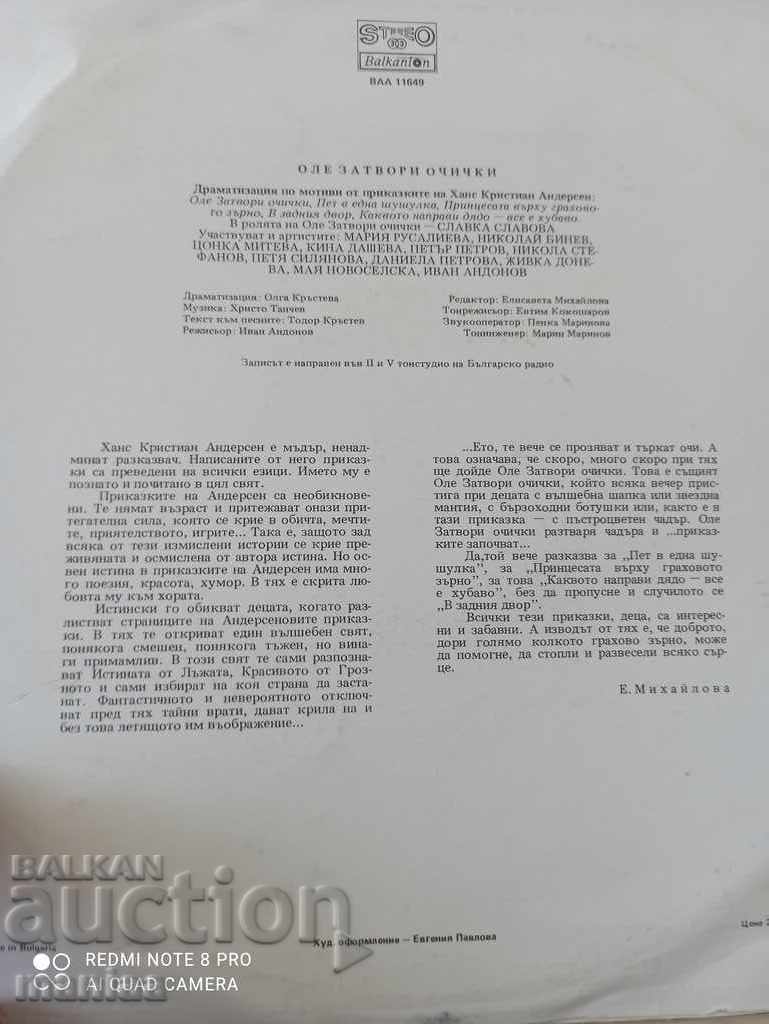 STEREO
BalkanTon
ВАА 11649
ОЛЕ ЗАТВОРИ ОЧИЧКИ
Драматизация по мотиви от приказките на Ханс Кристиан Андерсен:
Оле Затвори очички, Пет в една шушулка, Принцесата върху грахово-
то зърно, В задния двор, Каквото направи дядо — все е хубаво
В ролята на Оле Затвори очички — СЛАВКА СЛАВОВА
Участвуват и артистите: МАРИЯ РУСАЛИЕВА, НИКОЛАЙ БИНЕВ,
ЦОНКА МИТЕВА, КИНА ДАШЕВА, ПЕТЪР ПЕТРОВ, НИКОЛА СТЕ-
ФАНОВ, ПЕТЯ СИЛЯНОВА, ДАНИЕЛА ПЕТРОВА, ЖИВКА ДОНЕ-
ВА, МАЯ НОВОСЕЛСКА, ИВАН АНДОНОВ
Драматизация: Олга Кръстева
Музика: Христо Танчев
Текст към песните: Тодор Кръстев
Режисьор: Иван Андонов
Редактор: Елисавета Михайлова
Тонрежисьор: Евтим Кокошаров
Звукооператор: Пенка Маринова
Тонинженер: Марин Маринов
Записът е направен във II и V тонстудио на Българско радио
Ханс Кристиан Андерсен е мъдър, ненад-
минат разказвач. Написаните от него приказ-
ки са преведени на всички езици. Името му е
познато и почитано в цял свят.
Приказките на Андерсен са необикнове-
ни. Те нямат възраст и притежават онази при-
тегателна сила, която се крие в обичта, мечти-
те, приятелството, игрите... Така е, защото зад
всяка от тези измислени истории се крие пре-
живяната и осмислена от автора истина. Но ос-
вен истина в приказките на Андерсен има мно-
го поезия, красота, хумор. В тях е скрита лю-
бовта му към хората.
Истински го обикват децата, когато раз-
листват страниците на Андерсеновите приказ-
ки. В тях те откриват един вълшебен свят,
понякога смешен, понякога тъжен, но вина-
ги примамлив. В този свят те сами разпозна-
ват Истината от Лъжата, Красивото от Гроз-
ното и сами избират на коя страна да заста-
нат. Фантастичното и невероятното отключ-
ват пред тях тайни врати, дават крила на и
без това летящото им въображение...
...Ето, те вече се прозяват и търкат очи. А
това означава, че скоро, много скоро при тях
ще дойде Оле Затвори очички. Това е същият
Оле Затвори очички, който всяка вечер прис-
тига при децата с вълшебна шапка или звездна
мантия, с бързоходни ботушки или, както е в
тази приказка — с пъстроцветен чадър. Оле
Затвори очички разтваря чадъра и ...приказ-
ките започват...
Да,той вече разказва за „Пет в една шу-
шулка", за „Принцесата върху граховото
зърно", за това „Каквото направи дядо — все
е хубаво", без да пропусне и случилото се
„В задния двор".
Всички тези приказки, деца, са интерес-
ни и забавни. А изводът от тях е, че доброто,
дори голямо колкото грахово зърно, може
да помогне, да стопли и развесели всяко сър-
це.
Е. Михайлова
in Bulgaria
Худ. оформление — Евгения Павлова
Цена 2
BALKAN
auction
REDMI NOTE 8 PRO
AI QUAD CAMERA